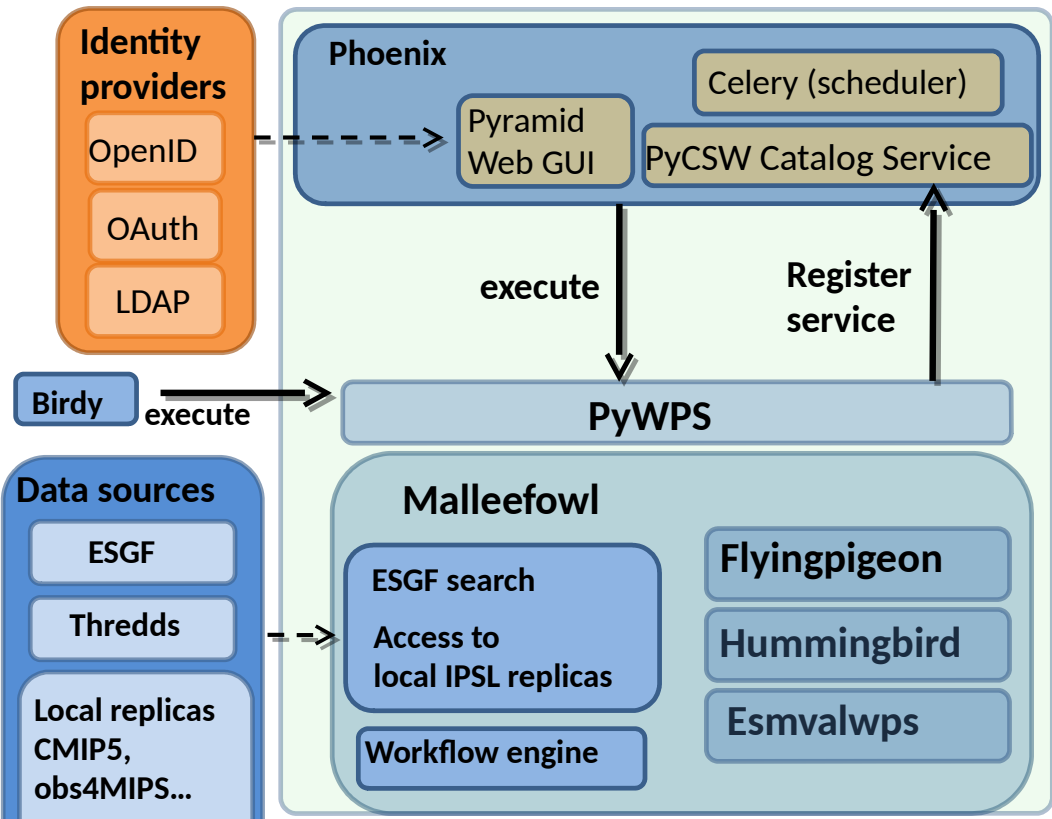 Identity
providers
OpenID
OAuth
LDAP
Phoenix
Celery (scheduler)
Pyramid
Web GUI
PyCSW Catalog Service
execute
Register
service
Birdy
execute
PyWPS
Data sources
ESGF
Thredds
Local replicas
CMIP5,
obs4MIPS...
Malleefowl
ESGF search
Access to
local IPSL replicas
Workflow engine
Flyingpigeon
Hummingbird
Esmvalwps